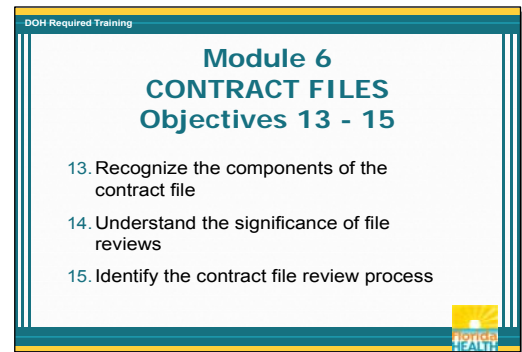 DOH Required Training
Module 6
CONTRACT FILES
Objectives 13 - 15
13. Recognize the components of the
contract file
14. Understand the significance of file
reviews
15. Identify the contract file review process
Florida
HEALTH